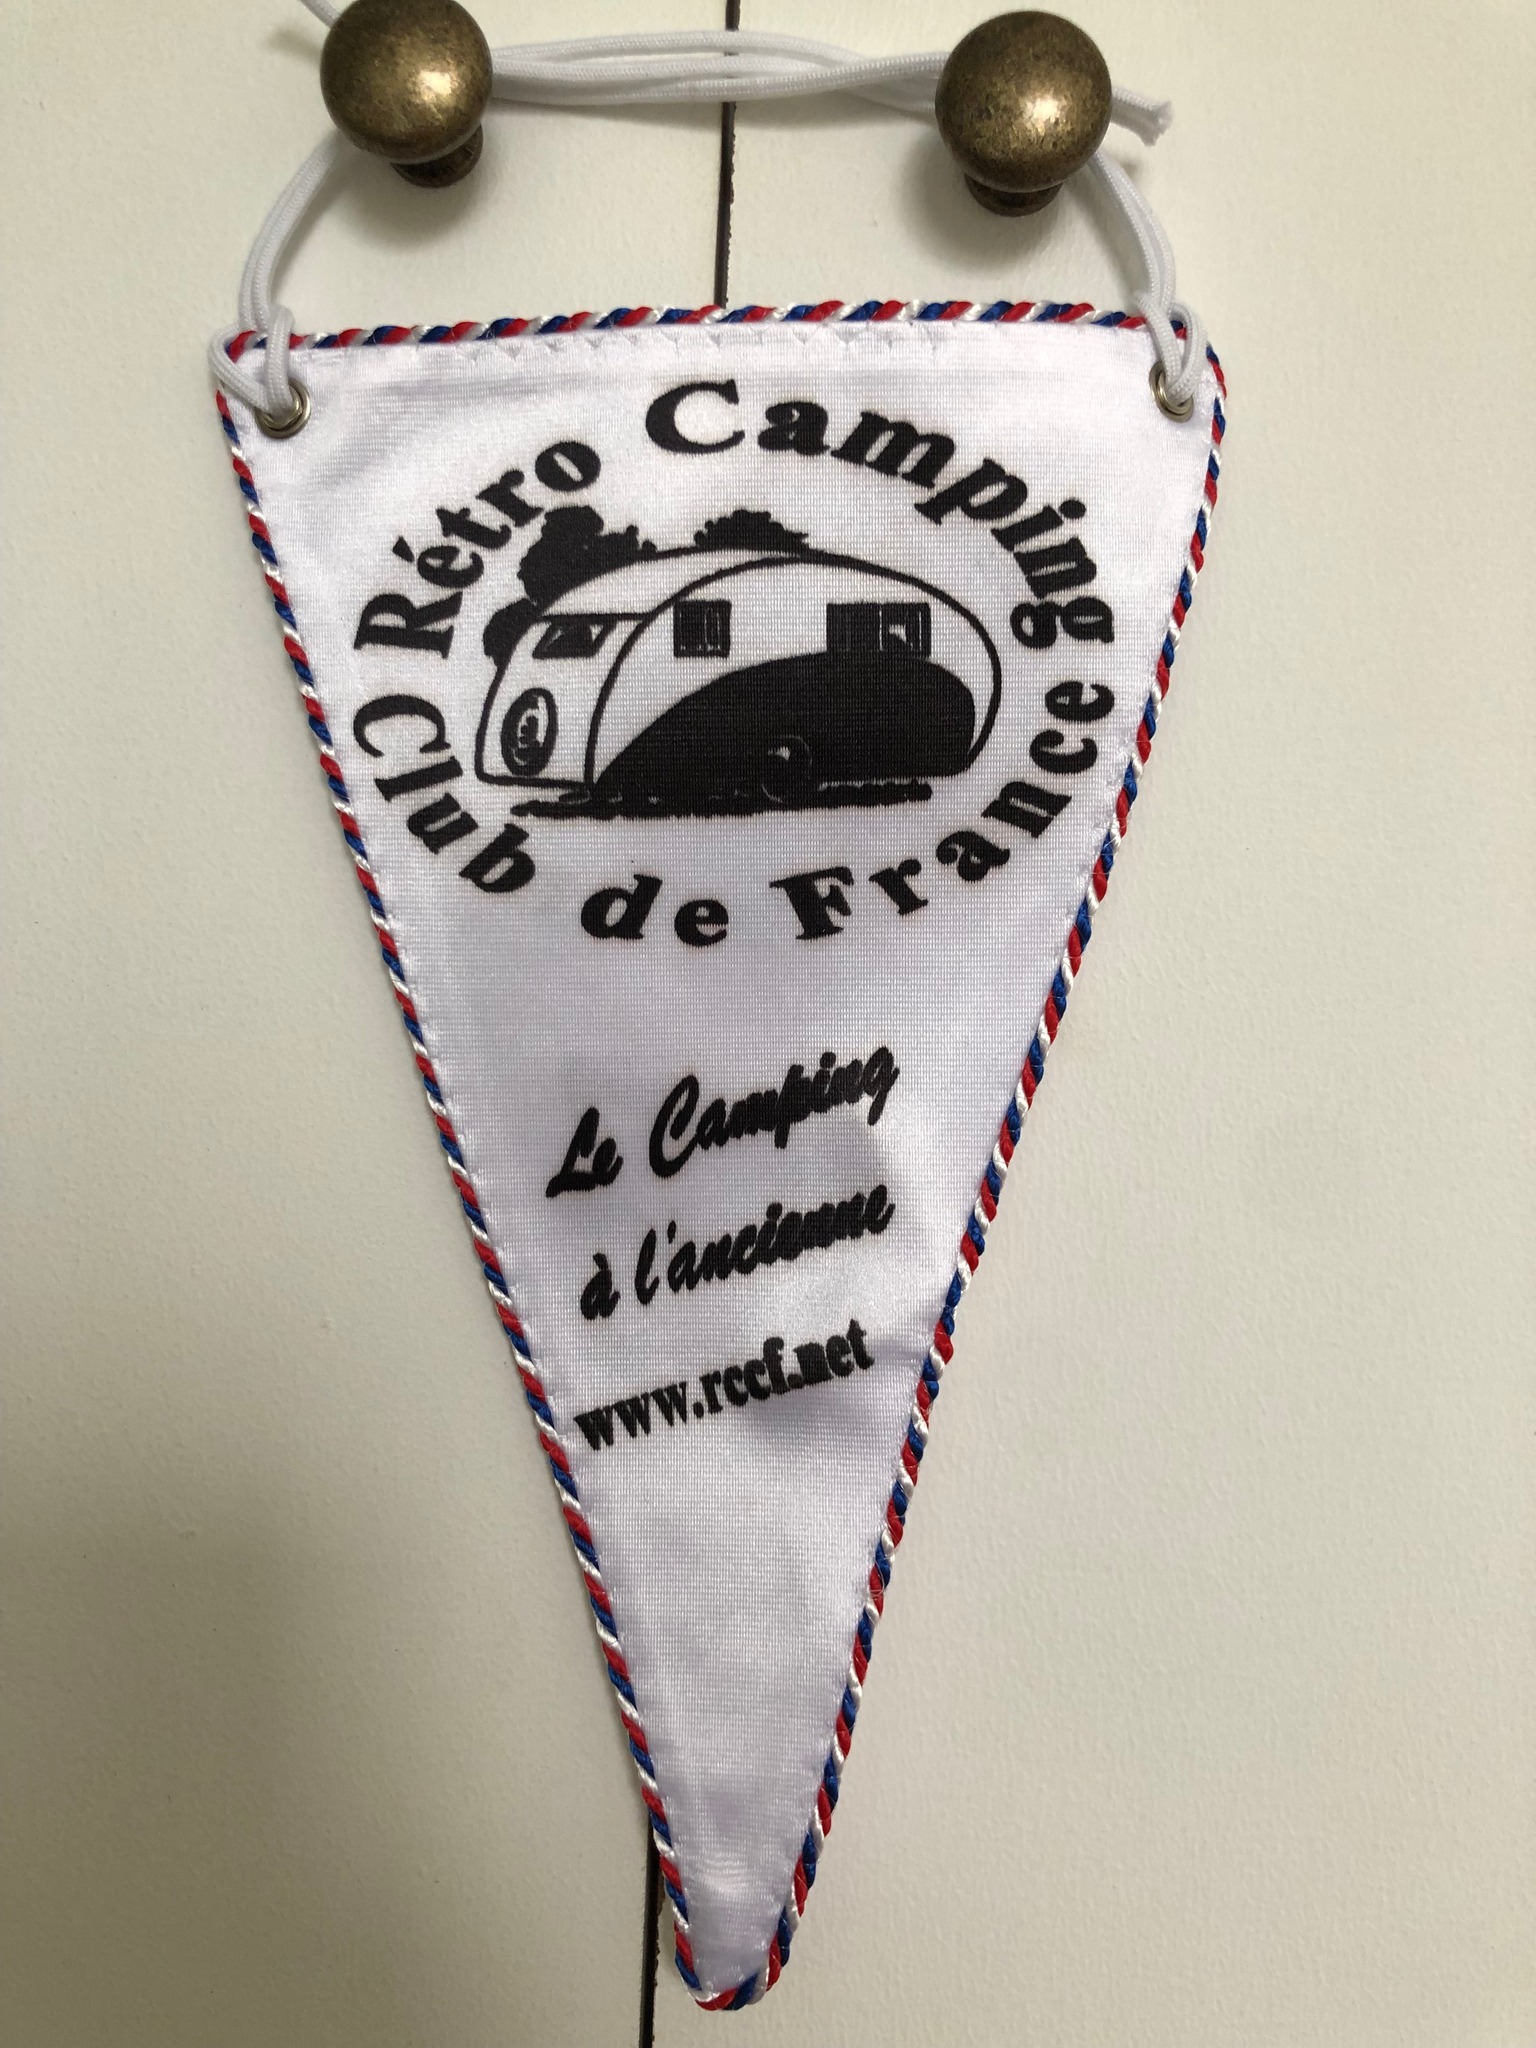 Rétro Camping
Club de France
Le Camping
à l'ancienne
www.rccf.net